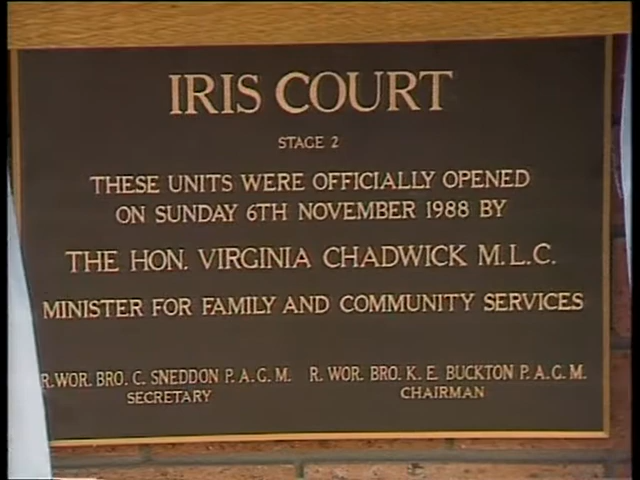 IRIS COURT
STAGE 2
THESE UNITS WERE OFFICIALLY OPENED
ON SUNDAY 6TH NOVEMBER 1988 BY
THE HON. VIRGINIA CHADWICK M.L.C.
MINISTER FOR FAMILY AND COMMUNITY SERVICES
R.WOR. BRO. C. SNEDDON P.A.G.M. R.WOR. BRO. K. E. BUCKTON P.A.G.M.
SECRETARY CHAIRMAN